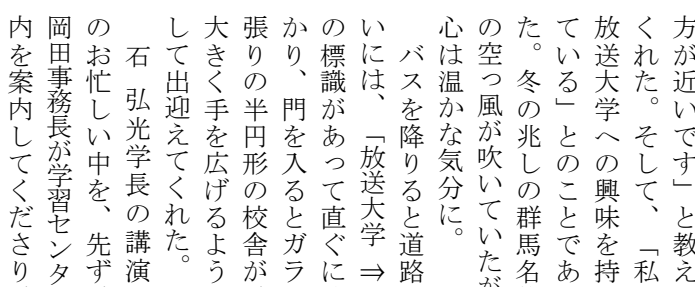 方が近いです」と教え
くれた。そして、「私
放送大学への興味を持
ている」とのことであ
た。冬の兆しの群馬名
の空っ風が吹いていたが
心は温かな気分に。
バスを降りると道路
いには、「放送大学 ⇒
の標識があって直ぐに
かり、門を入るとガラ
張りの半円形の校舎が
大きく手を広げるよう
して出迎えてくれた。
石 弘光学長の講演
のお忙しい中を、先ず
岡田事務長が学習センタ
内を案内してくださり